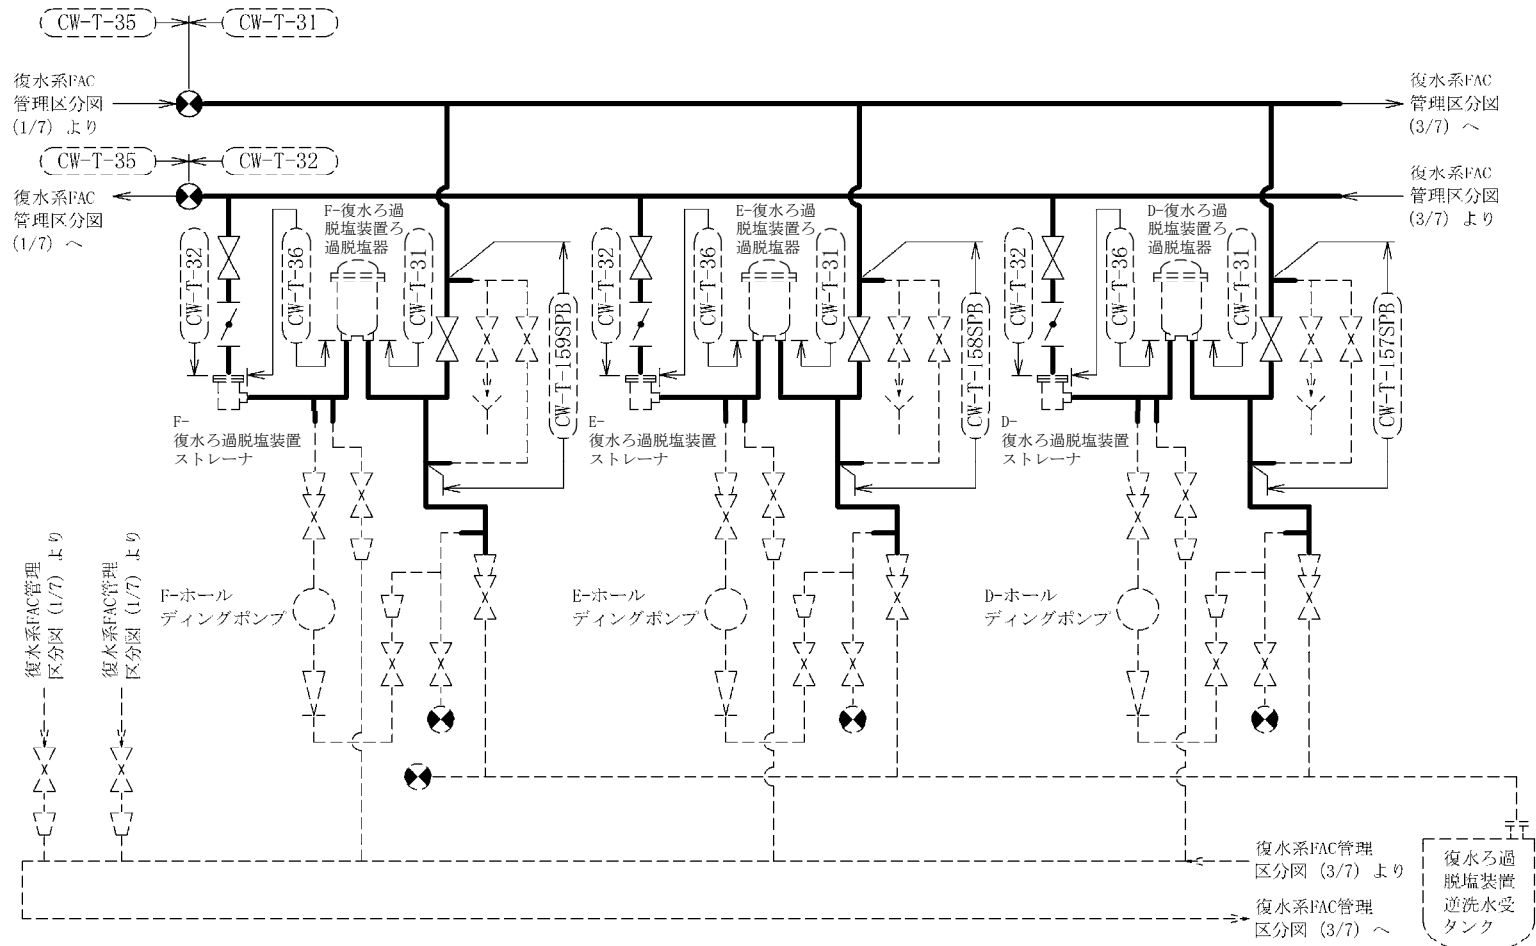 CW-T-35
CW-T-31
復水系FAC
管理区分図
(1/7) より
復水系FAC
管理区分図
(3/7) へ
CW-T-35
CW-T-32
復水系FAC
管理区分図
(1/7) へ
復水系FAC
管理区分図
(3/7) より
F-復水ろ過
脱塩装置ろ
過脱塩器
E-復水ろ過
脱塩装置ろ
過脱塩器
D-復水ろ過
脱塩装置ろ
過脱塩器
CW-T-32
CW-T-36
CW-T-31
CW-T-159SPB
CW-T-32
CW-T-36
CW-T-31
CW-T-158SPB
CW-T-32
CW-T-36
CW-T-31
CW-T-157SPB
F-
復水ろ過脱塩装置
ストレーナ
E-
復水ろ過脱塩装置
ストレーナ
D-
復水ろ過脱塩装置
ストレーナ
復水系FAC管理
区分図 (1/7) より
復水系FAC管理
区分図 (1/7) より
F-ホール
ディングポンプ
E-ホール
ディングポンプ
D-ホール
ディングポンプ
復水系FAC管理
区分図 (3/7) より
復水系FAC管理
区分図 (3/7) へ
復水ろ過
脱塩装置
逆洗水受
タンク